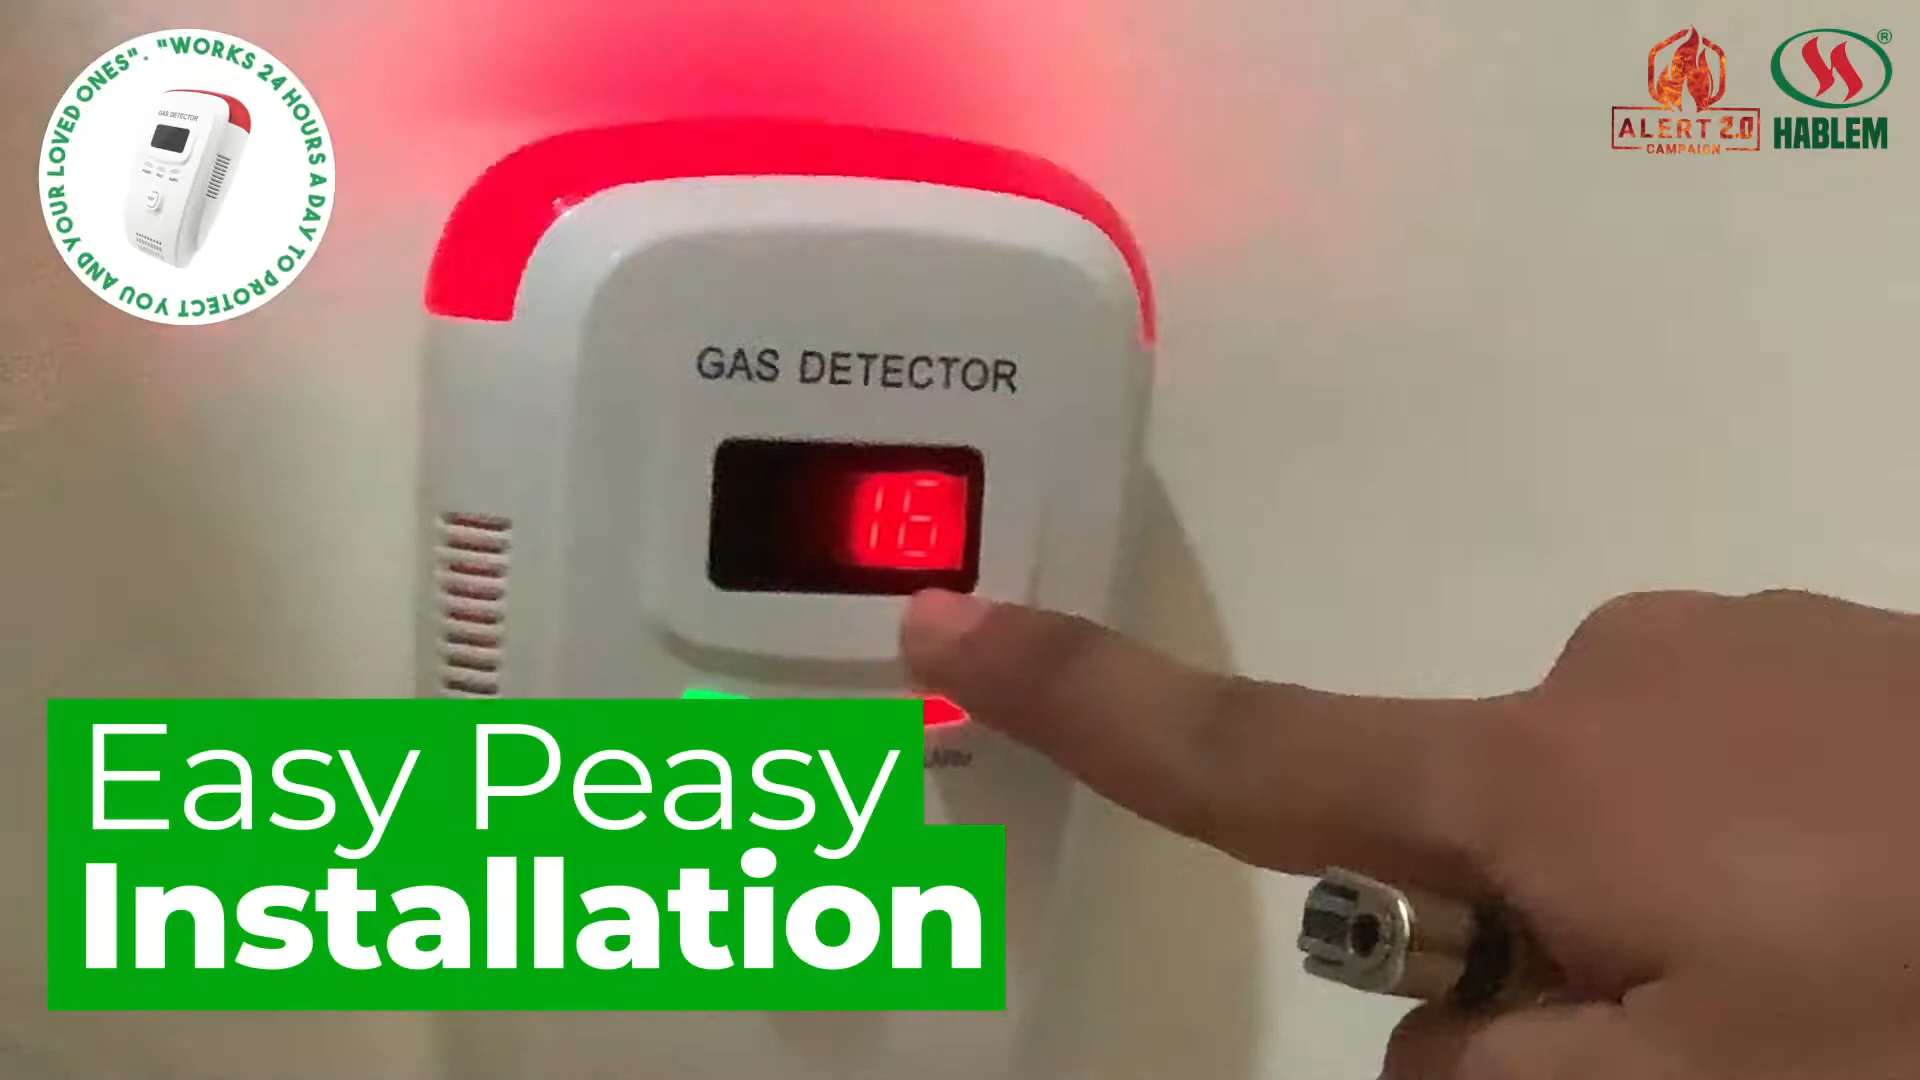 "WORKS 24 HOURS A DAY TO PROTECT YOU AND YOUR LOVED ONES".
GAS DETECTOR
ALERT 2.0
CAMPAIGN
®
HABLEM
GAS DETECTOR
16
Easy Peasy
Installation